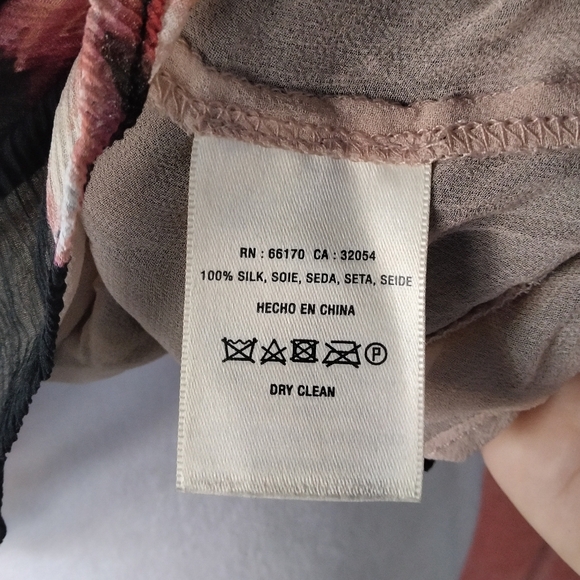 RN : 66170 CA : 32054
100% SILK, SOIE, SEDA, SETA, SEIDE
HECHO EN CHINA
P
DRY CLEAN